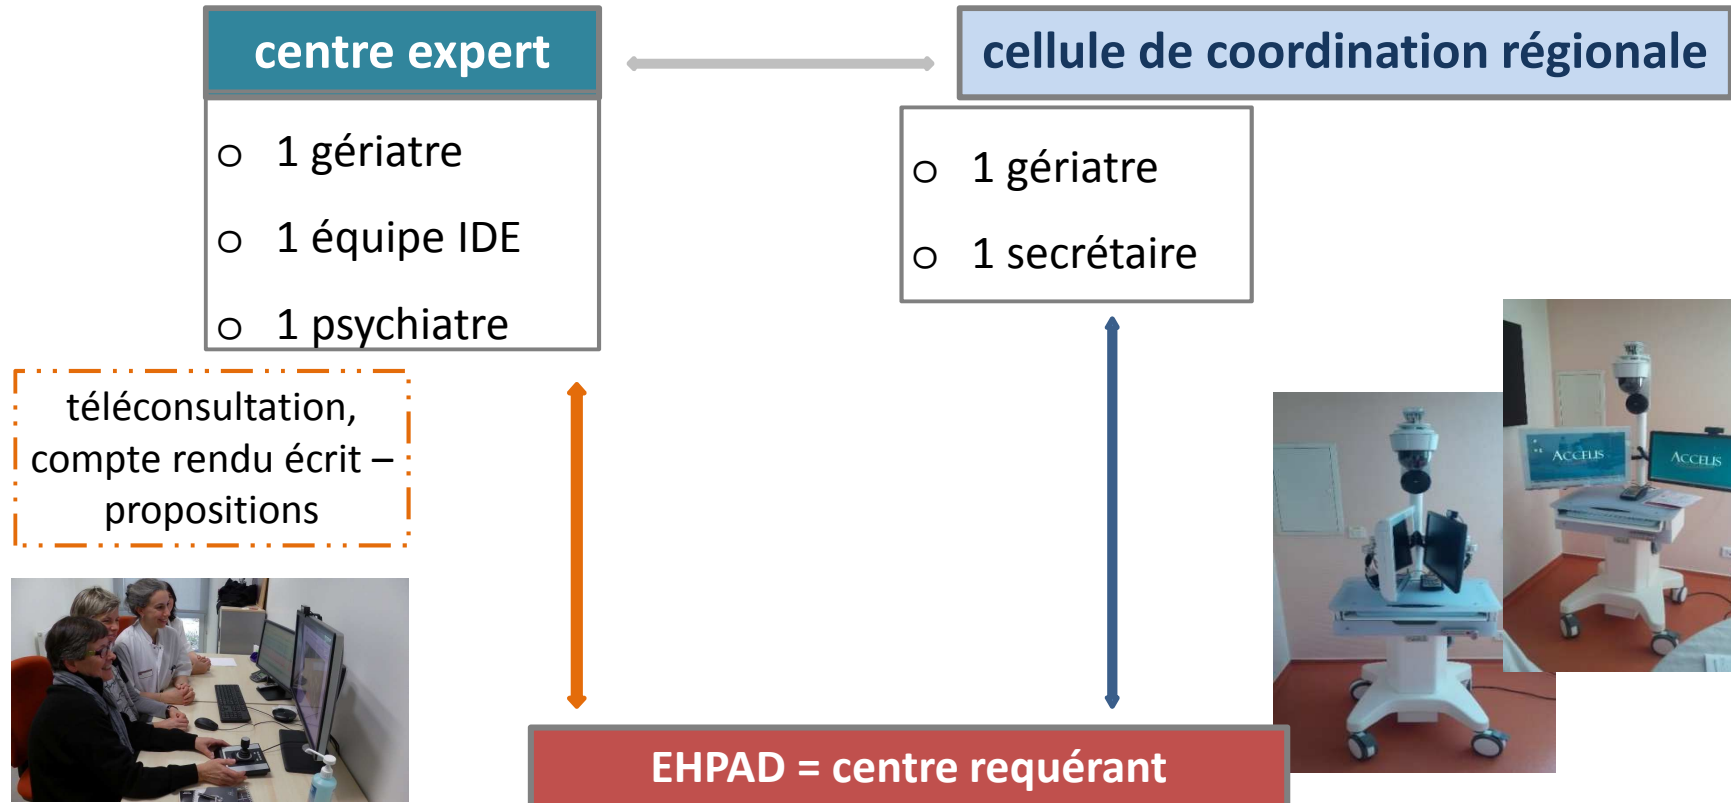 centre expert
cellule de coordination régionale
o 1 gériatre
o 1 équipe IDE
o 1 psychiatre
o 1 gériatre
o 1 secrétaire
téléconsultation,
compte rendu écrit –
propositions
ACCELIS
ACCELIS
EHPAD = centre requérant